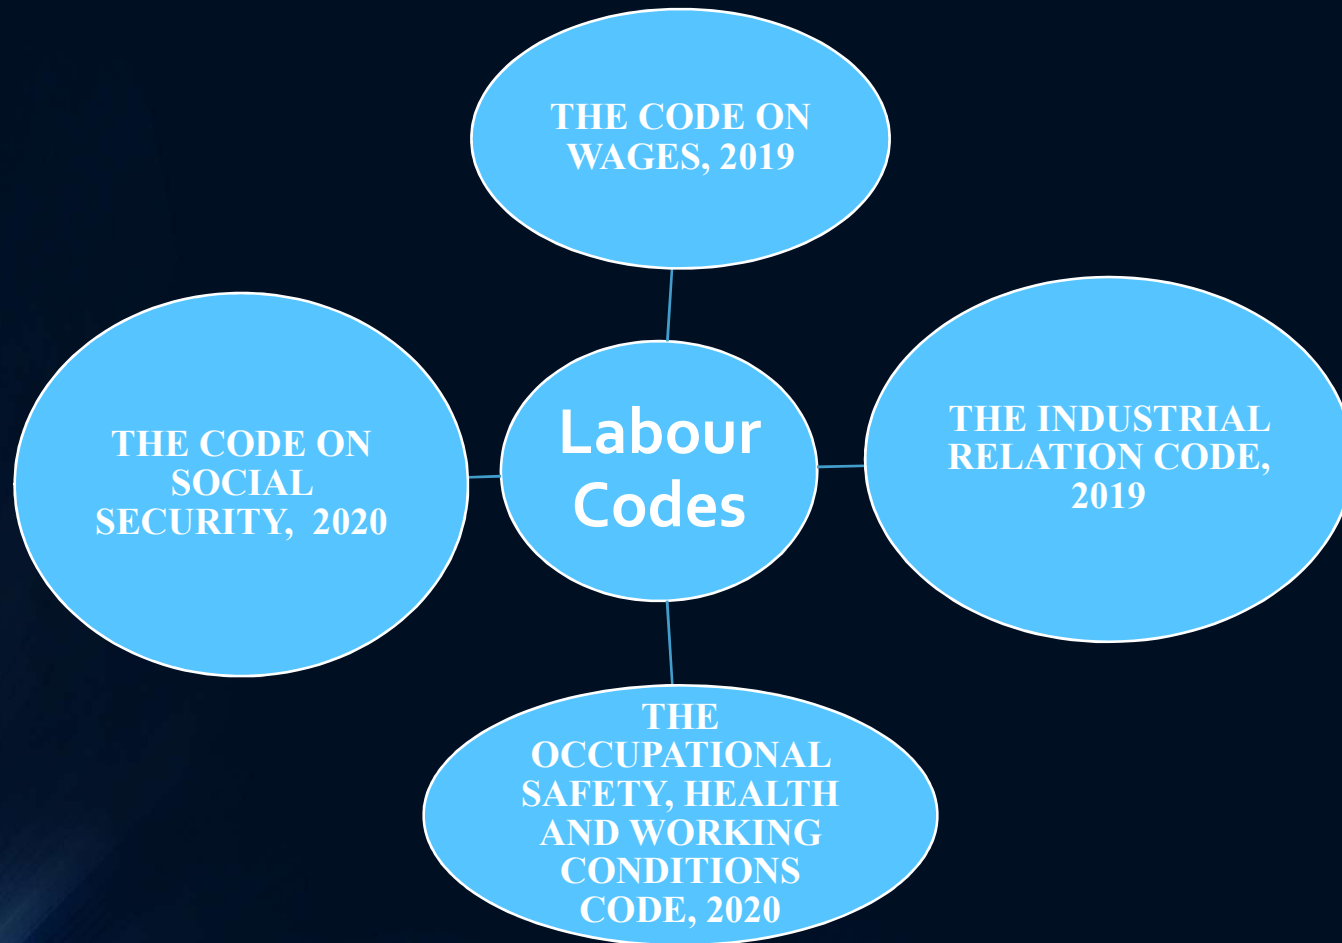 THE CODE ON
WAGES, 2019
THE CODE ON
SOCIAL
SECURITY, 2020
Labour
Codes
THE INDUSTRIAL
RELATION CODE,
2019
THE
OCCUPATIONAL
SAFETY, HEALTH
AND WORKING
CONDITIONS
CODE, 2020